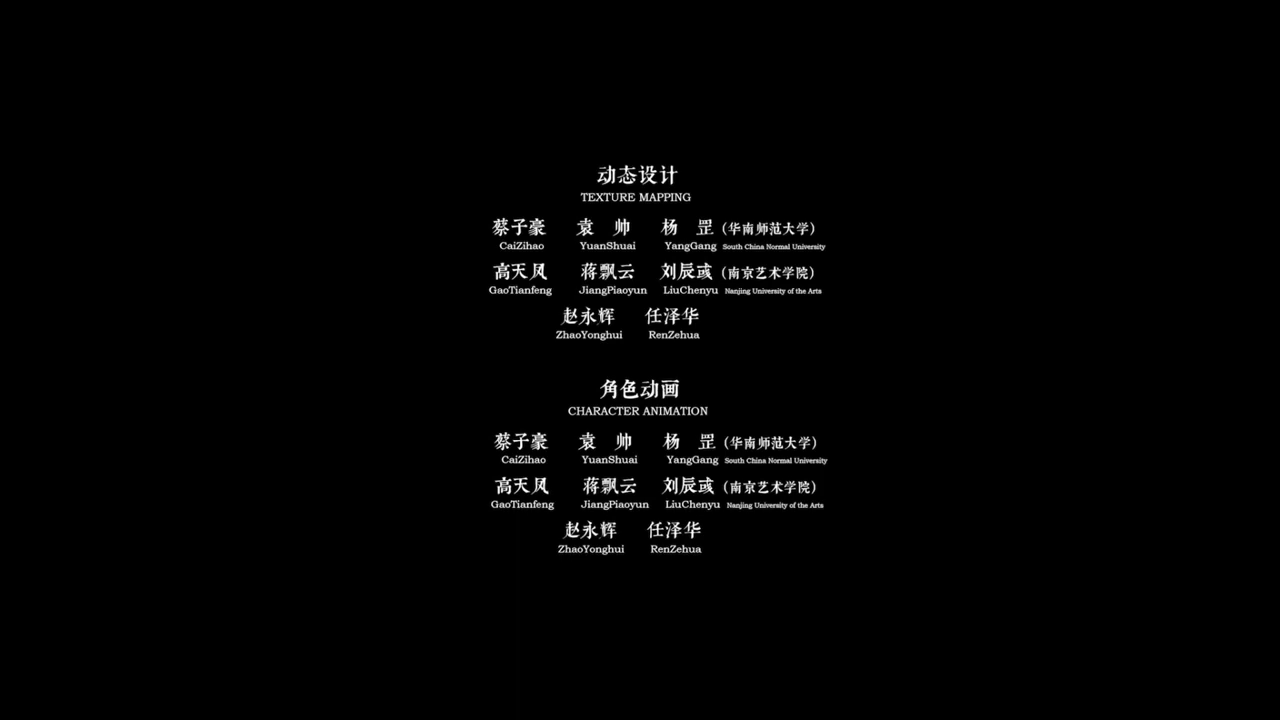 动态设计
TEXTURE MAPPING
蔡子豪 袁 帅 杨 罡（华南师范大学）
CaiZihao YuanShuai YangGang South China Normal University
高天风 蒋飘云 刘辰彧（南京艺术学院）
GaoTianfeng JiangPiaoyun LiuChenyu Nanjing University of the Arts
赵永辉 任泽华
ZhaoYonghui RenZehua
角色动画
CHARACTER ANIMATION
蔡子豪 袁 帅 杨 罡（华南师范大学）
CaiZihao YuanShuai YangGang South China Normal University
高天风 蒋飘云 刘辰彧（南京艺术学院）
GaoTianfeng JiangPiaoyun LiuChenyu Nanjing University of the Arts
赵永辉 任泽华
ZhaoYonghui RenZehua